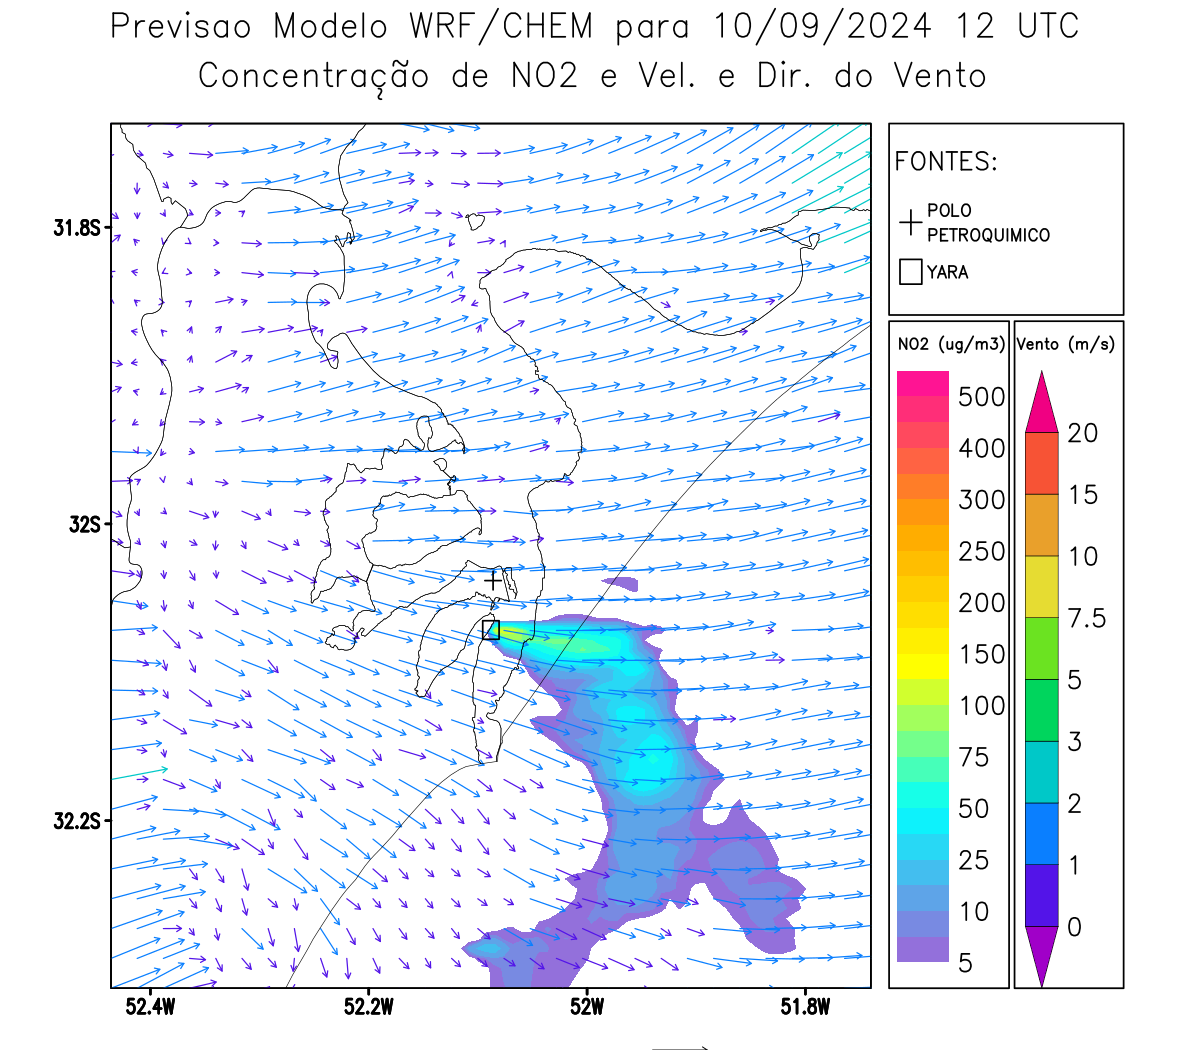 Previsao Modelo WRF/CHEM para 10/09/2024 12 UTC
Concentração de NO2 e Vel. e Dir. do Vento
FONTES:
POLO
PETROQUIMICO
YARA
NO2 (ug/m3)
500
400
300
250
200
150
100
75
50
25
10
5
Vento (m/s)
20
15
10
7.5
5
3
2
1
0
31.8S
32S
32.2S
52.4W
52.2W
52W
51.8W